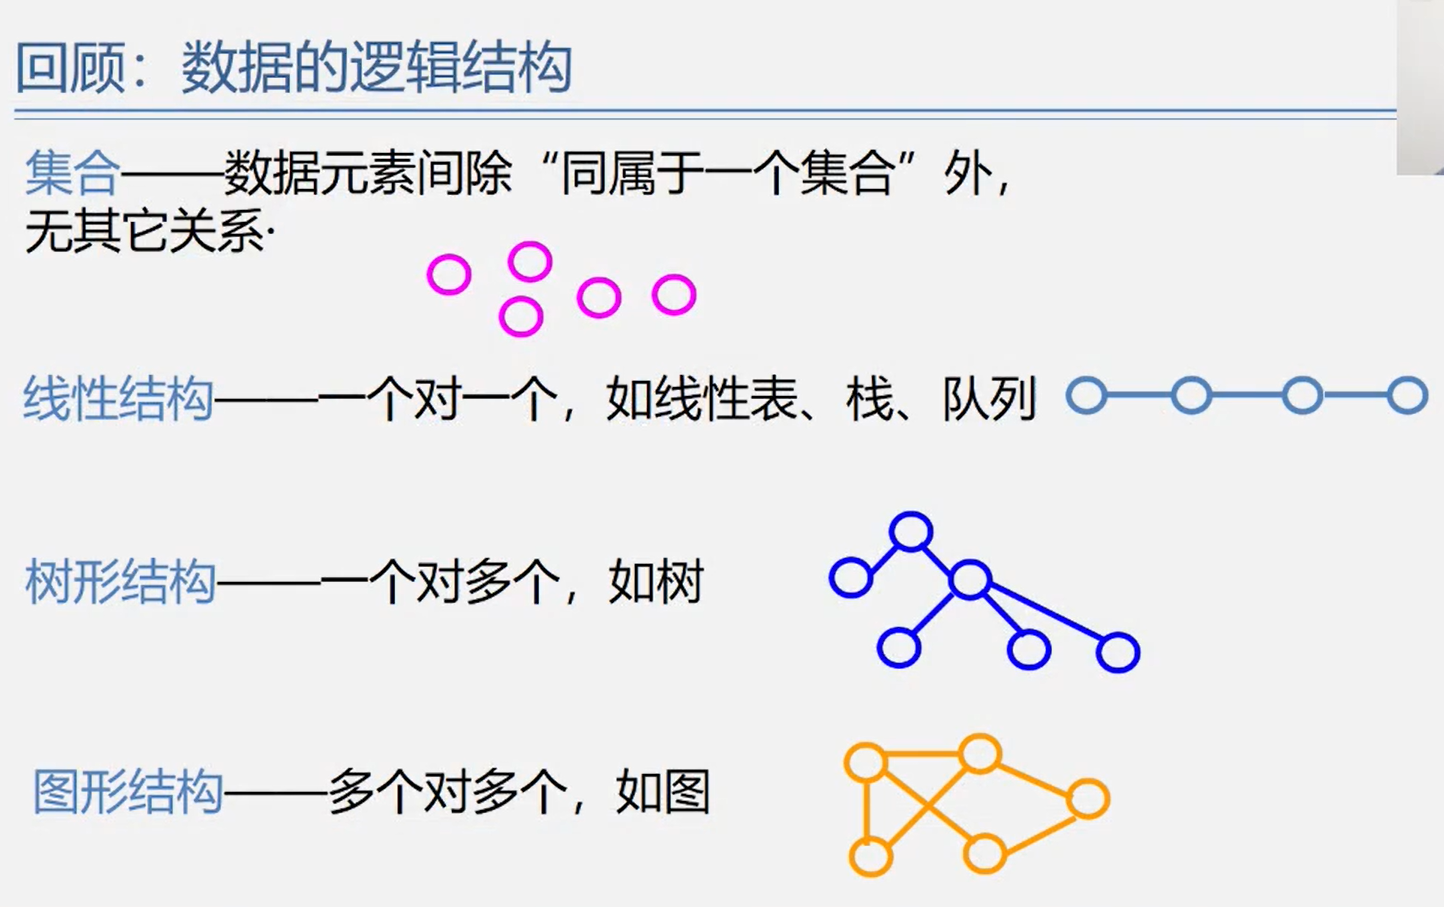 回顾：数据的逻辑结构
集合——数据元素间除“同属于一个集合”外，
无其它关系·
线性结构——一个对一个，如线性表、栈、队列
树形结构——一个对多个，如树
图形结构——多个对多个，如图